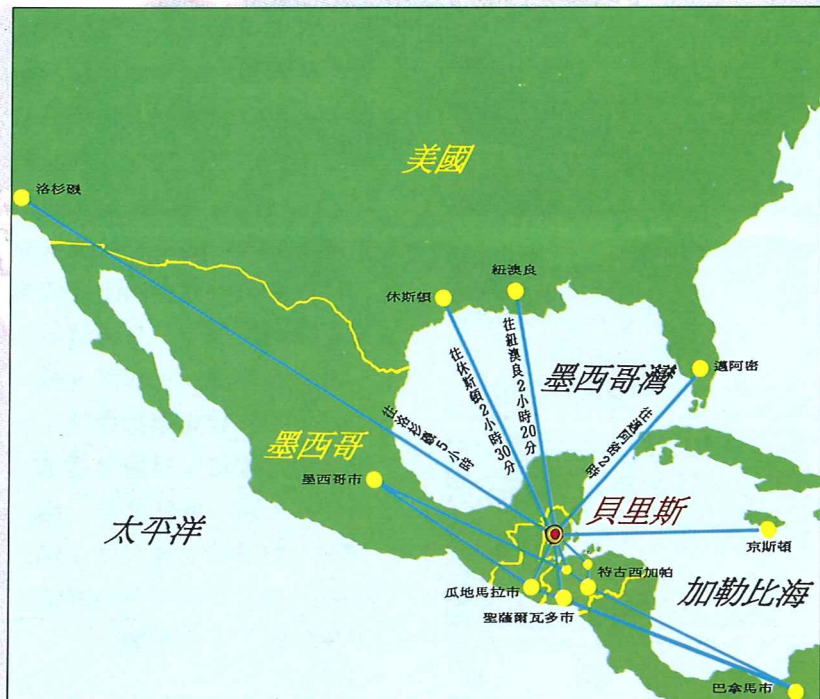 美國
洛杉磯
紐澳良
休斯頓
往紐澳良2小時20分
往休斯頓2小時30分
墨西哥灣
邁阿密
往邁阿密2時
往洛杉磯5小時
墨西哥
墨西哥市
貝里斯
太平洋
京斯頓
特古西加帕
瓜地馬拉市
加勒比海
聖薩爾瓦多市
巴拿馬市